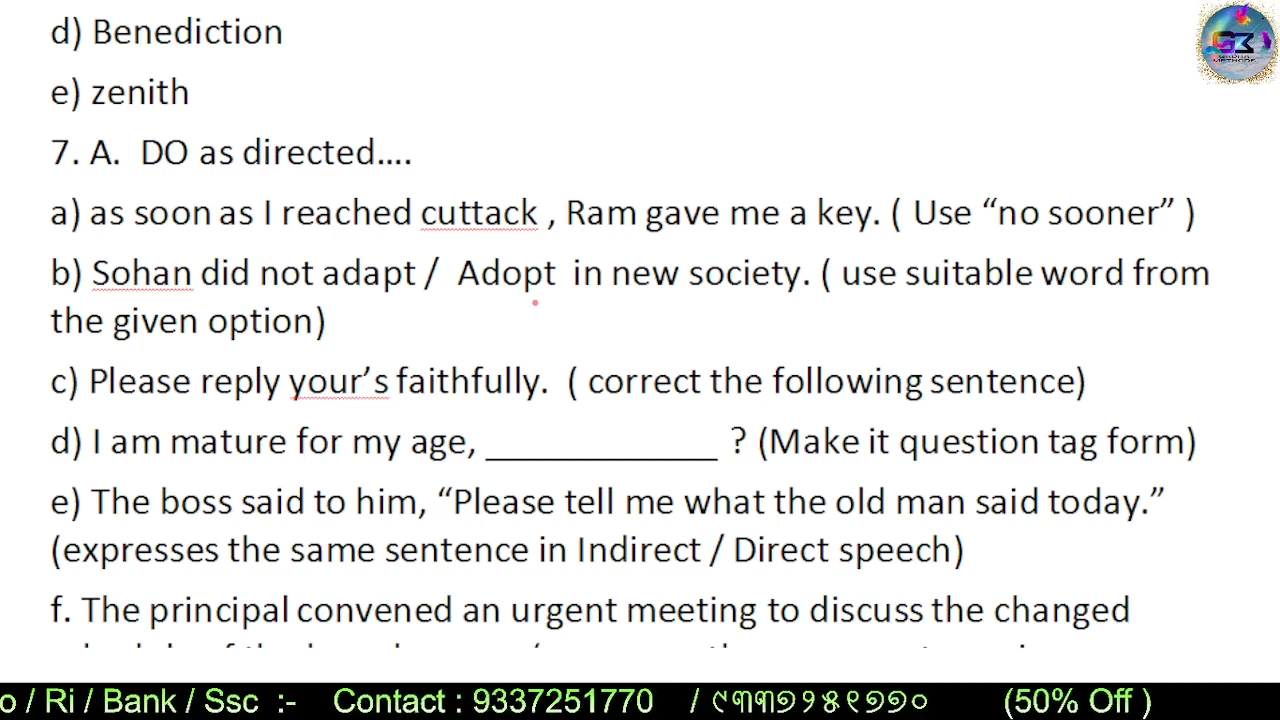 d) Benediction
e) zenith
7. A.  DO as directed....
a) as soon as I reached cuttack , Ram gave me a key. ( Use “no sooner” )
b) Sohan did not adapt /  Adopt  in new society. ( use suitable word from
the given option)
c) Please reply your’s faithfully.  ( correct the following sentence)
d) I am mature for my age, ____________ ? (Make it question tag form)
e) The boss said to him, “Please tell me what the old man said today.”
(expresses the same sentence in Indirect / Direct speech)
f. The principal convened an urgent meeting to discuss the changed
o / Ri / Bank / Ssc  :-    Contact : 9337251770    / ୯୩୩୭୨୫୧୭୭୦    (50% Off )